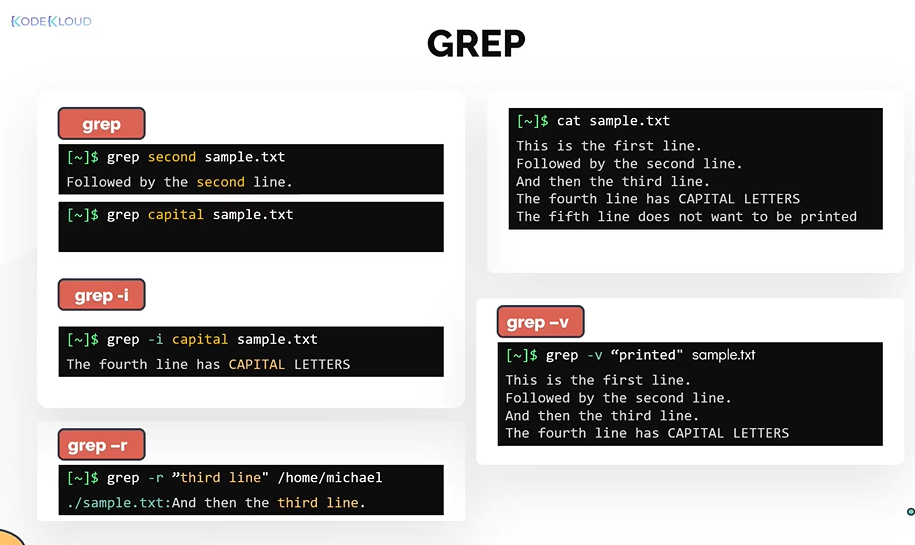 KODEKLOUD
GREP
grep
[~]$ grep second sample.txt
Followed by the second line.
[~]$ grep capital sample.txt
grep -i
[~]$ grep -i capital sample.txt
The fourth line has CAPITAL LETTERS
grep –r
[~]$ grep -r ”third line" /home/michael
./sample.txt:And then the third line.
[~]$ cat sample.txt
This is the first line.
Followed by the second line.
And then the third line.
The fourth line has CAPITAL LETTERS
The fifth line does not want to be printed
grep –v
[~]$ grep -v “printed" sample.txt
This is the first line.
Followed by the second line.
And then the third line.
The fourth line has CAPITAL LETTERS